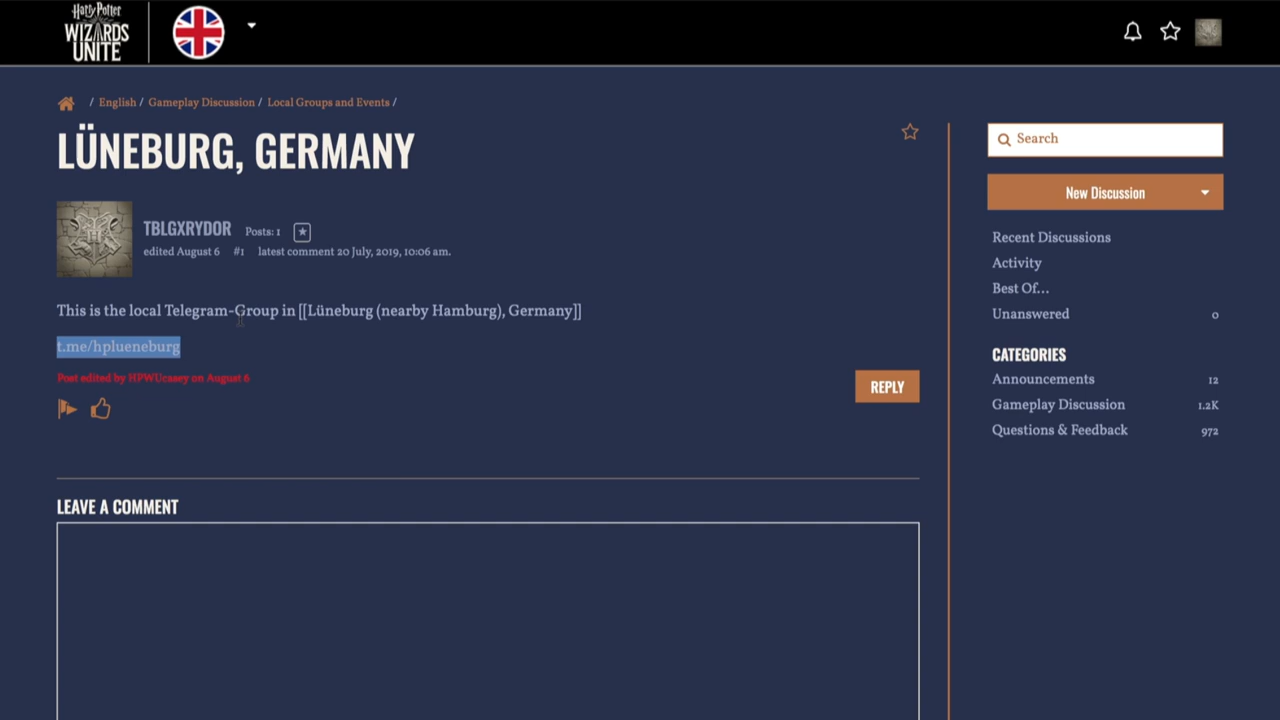 Harry Potter
WIZARDS
UNITE
/ English / Gameplay Discussion / Local Groups and Events /
LÜNEBURG, GERMANY
TBLGXRYDOR Posts: 1
edited August 6 #1 latest comment 20 July, 2019, 10:06 am.
This is the local Telegram-Group in [[Lüneburg (nearby Hamburg), Germany]]
t.me/hplueneburg
Post edited by HPWUcasey on August 6
REPLY
LEAVE A COMMENT
Search
New Discussion
Recent Discussions
Activity
Best Of...
Unanswered 0
CATEGORIES
Announcements 12
Gameplay Discussion 1.2K
Questions & Feedback 972